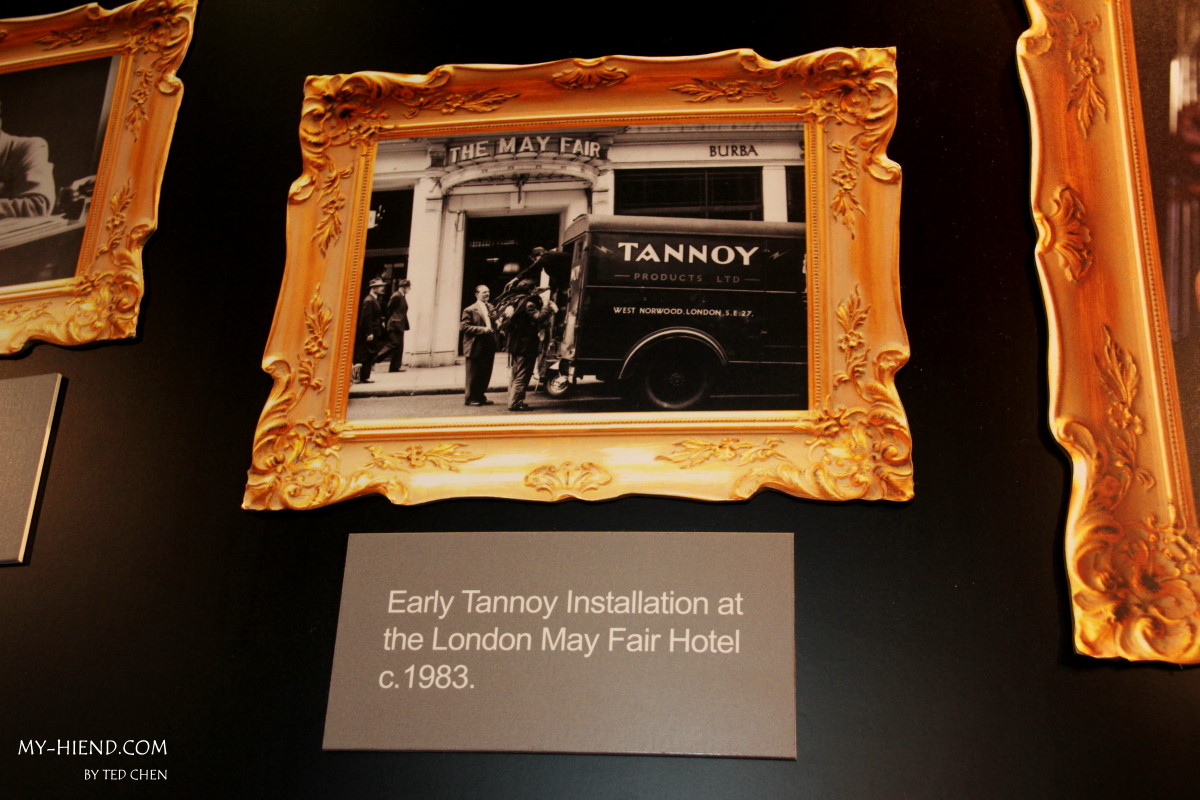 THE MAY FAIR
BURBA
TANNOY
PRODUCTS LTD
WEST NORWOOD. LONDON, S.E.27.
Early Tannoy Installation at
the London May Fair Hotel
c.1983.
MY-HIEND.COM
BY TED CHEN